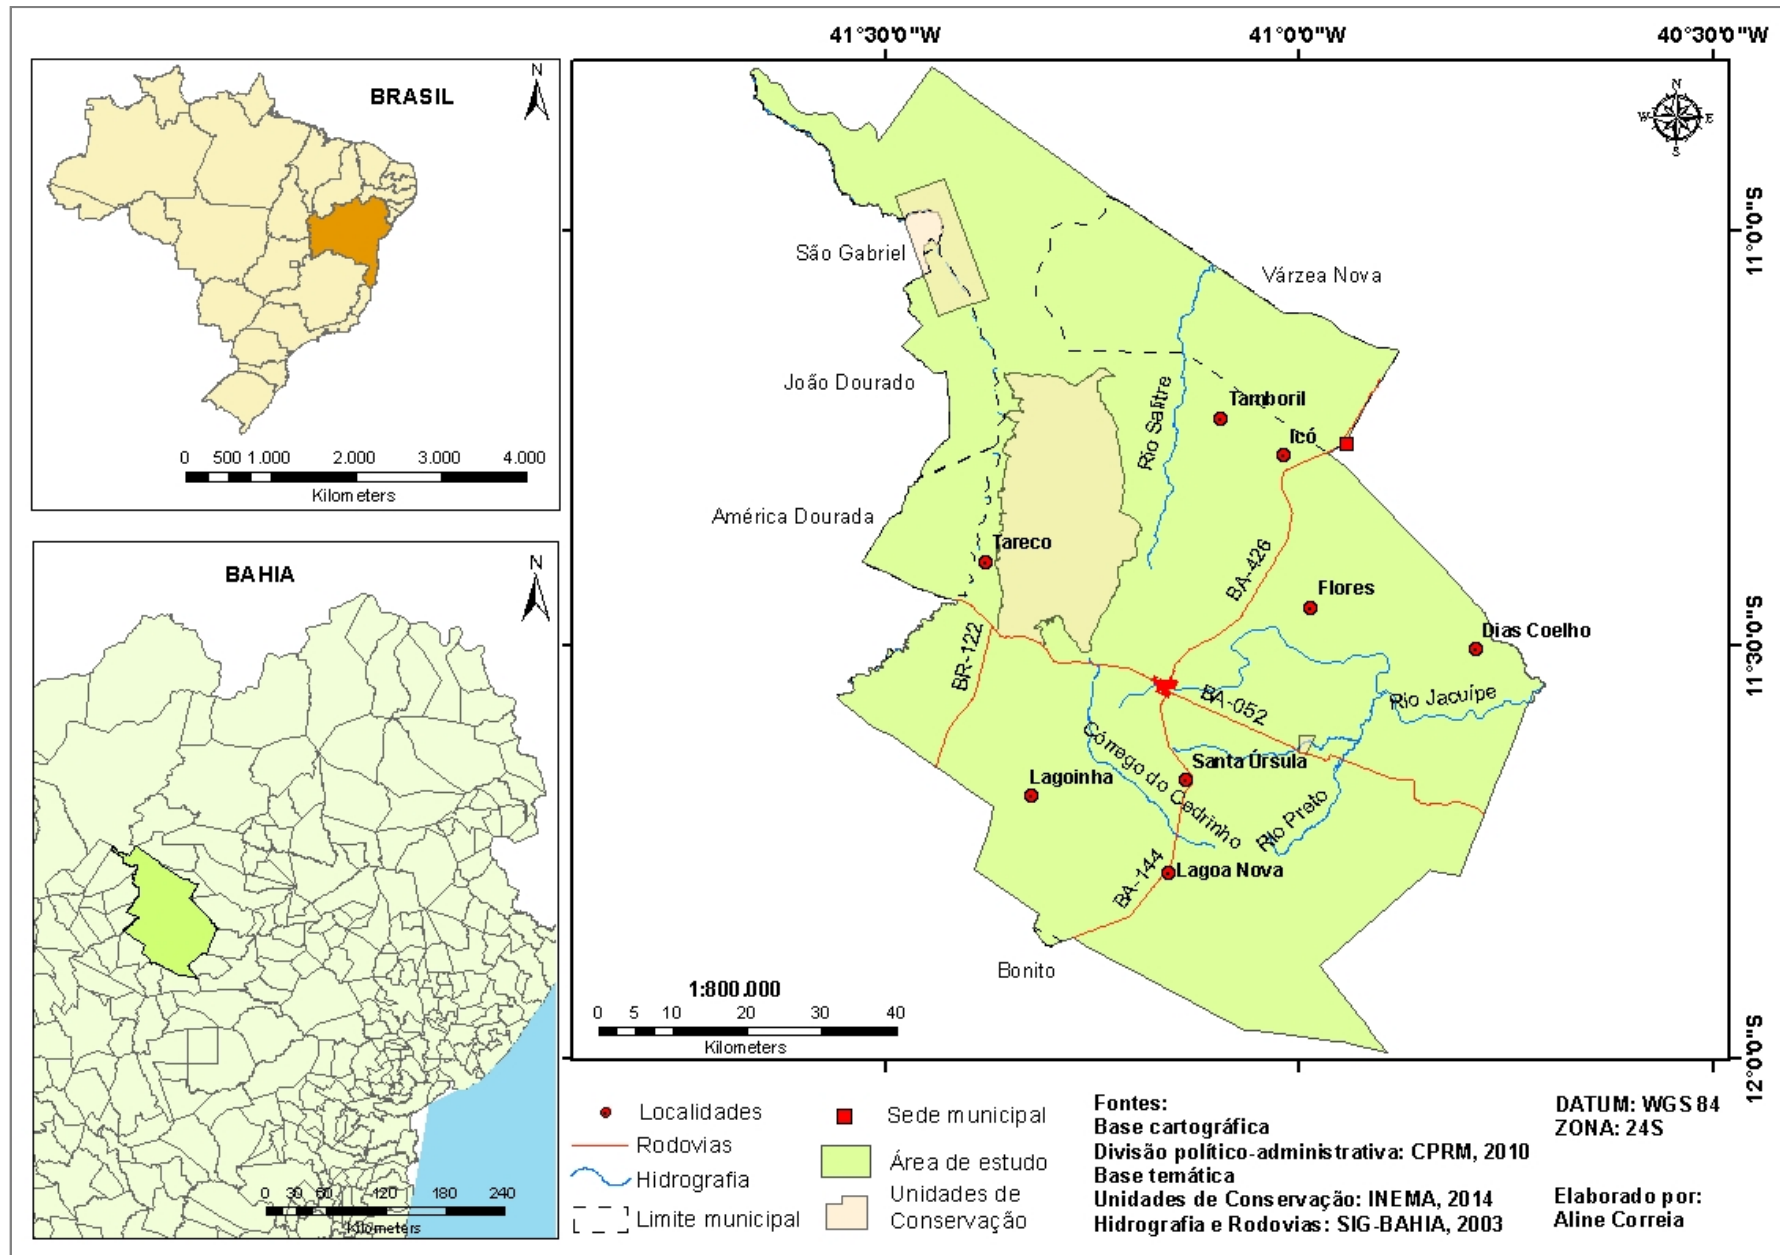 BRASIL
N
0 500 1.000 2.000 3.000 4.000
Kilometers
BAHIA
N
0 30 60 120 180 240
Kilometers
41°30'0"W 41°0'0"W 40°30'0"W
11°0'0"S
11°30'0"S
12°0'0"S
N
W E
S
São Gabriel
Várzea Nova
João Dourado
Rio Salitre
Tamboril
Icó
América Dourada
Tareco
BA-426
Flores
Dias Coelho
BR-122
BA-052
Rio Jacuípe
Córrego do Cedrinho
Santa Úrsula
Lagoinha
Rio Preto
BA-144
Lagoa Nova
Bonito
1:800.000
0 5 10 20 30 40
Kilometers
Localidades
Rodovias
Hidrografia
Limite municipal
Sede municipal
Área de estudo
Unidades de
Conservação
Fontes:
Base cartográfica
Divisão político-administrativa: CPRM, 2010
Base temática
Unidades de Conservação: INEMA, 2014
Hidrografia e Rodovias: SIG-BAHIA, 2003
DATUM: WGS 84
ZONA: 24S
Elaborado por:
Aline Correia